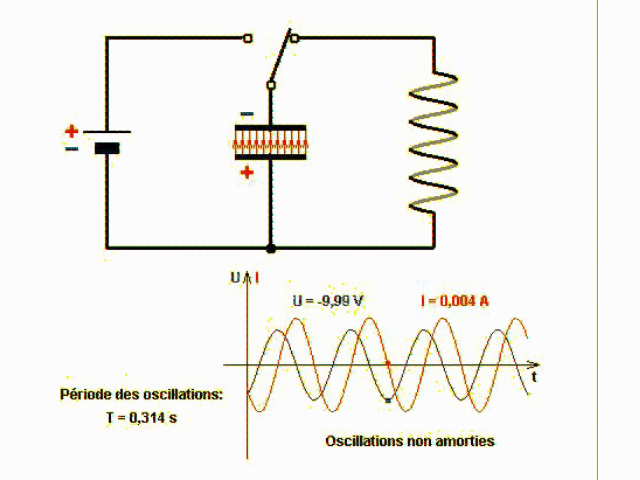 +
−
−
+
U I
U = -9,99 V
I = 0,004 A
t
Période des oscillations:
T = 0,314 s
Oscillations non amorties